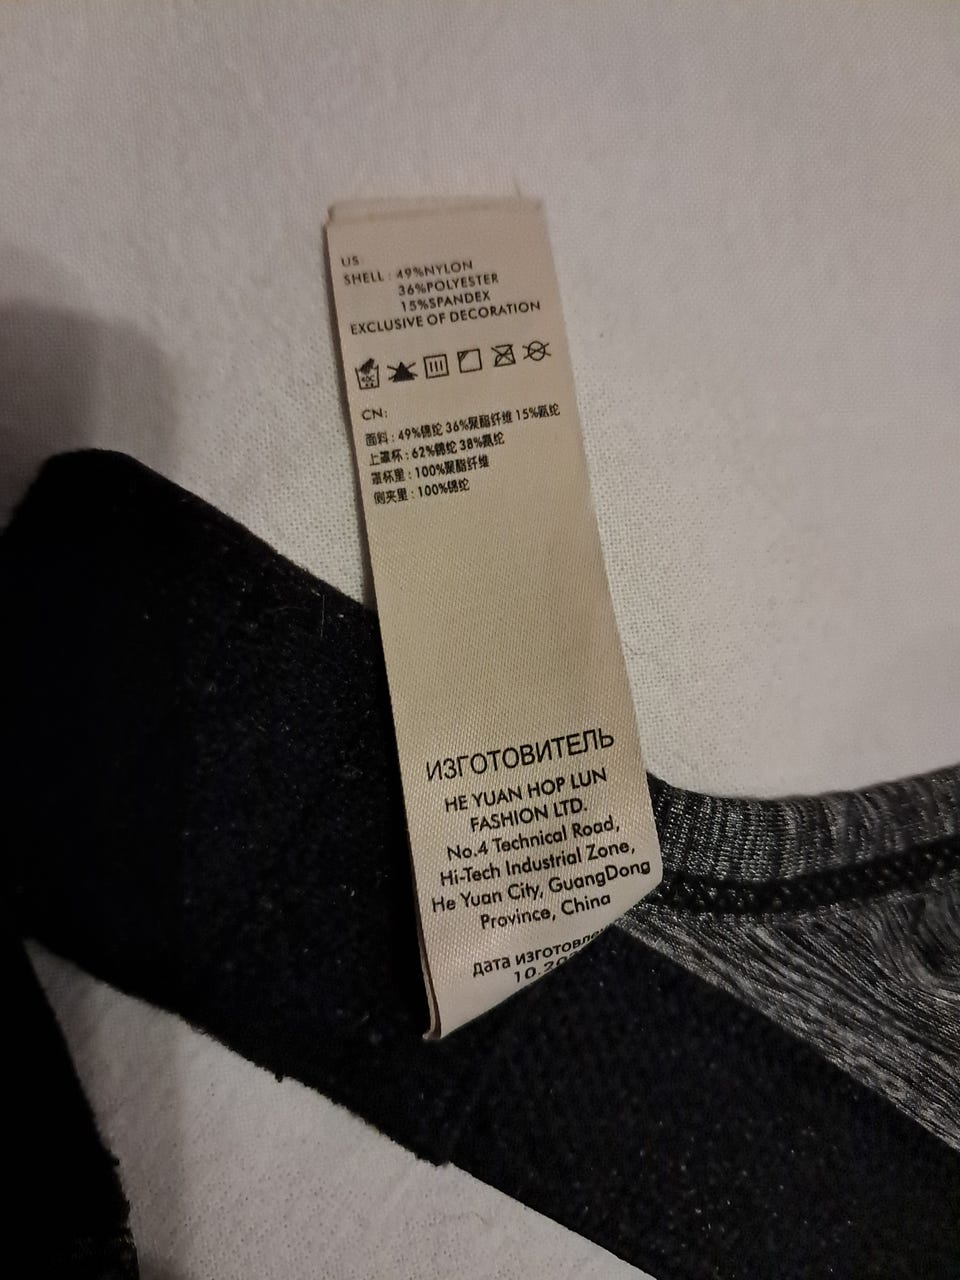 US
SHELL : 49%NYLON
36%POLYESTER
15%SPANDEX
EXCLUSIVE OF DECORATION
CN:
面料 : 49%锦纶 36%聚酯纤维 15%氨纶
上罩杯 : 62%锦纶 38%氨纶
罩杯里 : 100%聚酯纤维
侧夹里 : 100%锦纶
ИЗГОТОВИТЕЛЬ
HE YUAN HOP LUN
FASHION LTD.
No.4 Technical Road,
Hi-Tech Industrial Zone,
He Yuan City, GuangDong
Province, China
дата